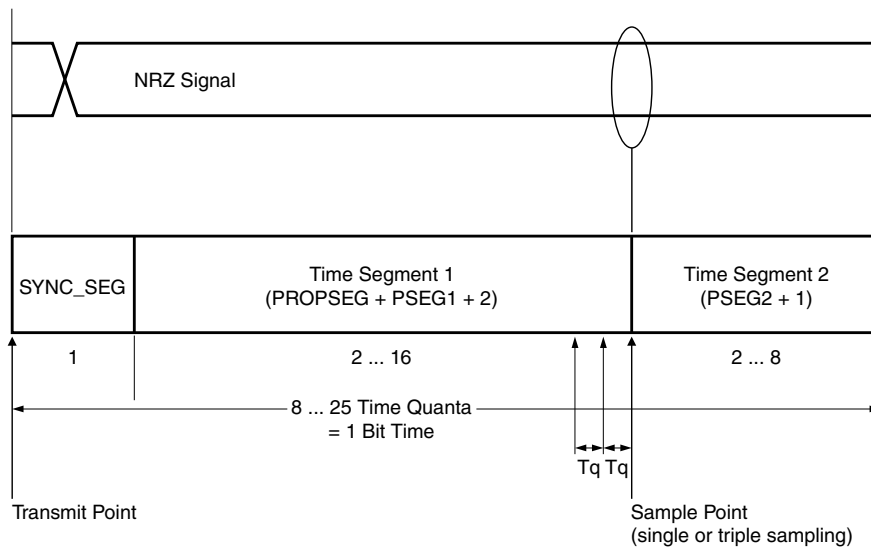 NRZ Signal
SYNC_SEG
Time Segment 1
(PROPSEG + PSEG1 + 2)
Time Segment 2
(PSEG2 + 1)
1
2 ... 16
2 ... 8
8 ... 25 Time Quanta
= 1 Bit Time
Tq Tq
Transmit Point
Sample Point
(single or triple sampling)